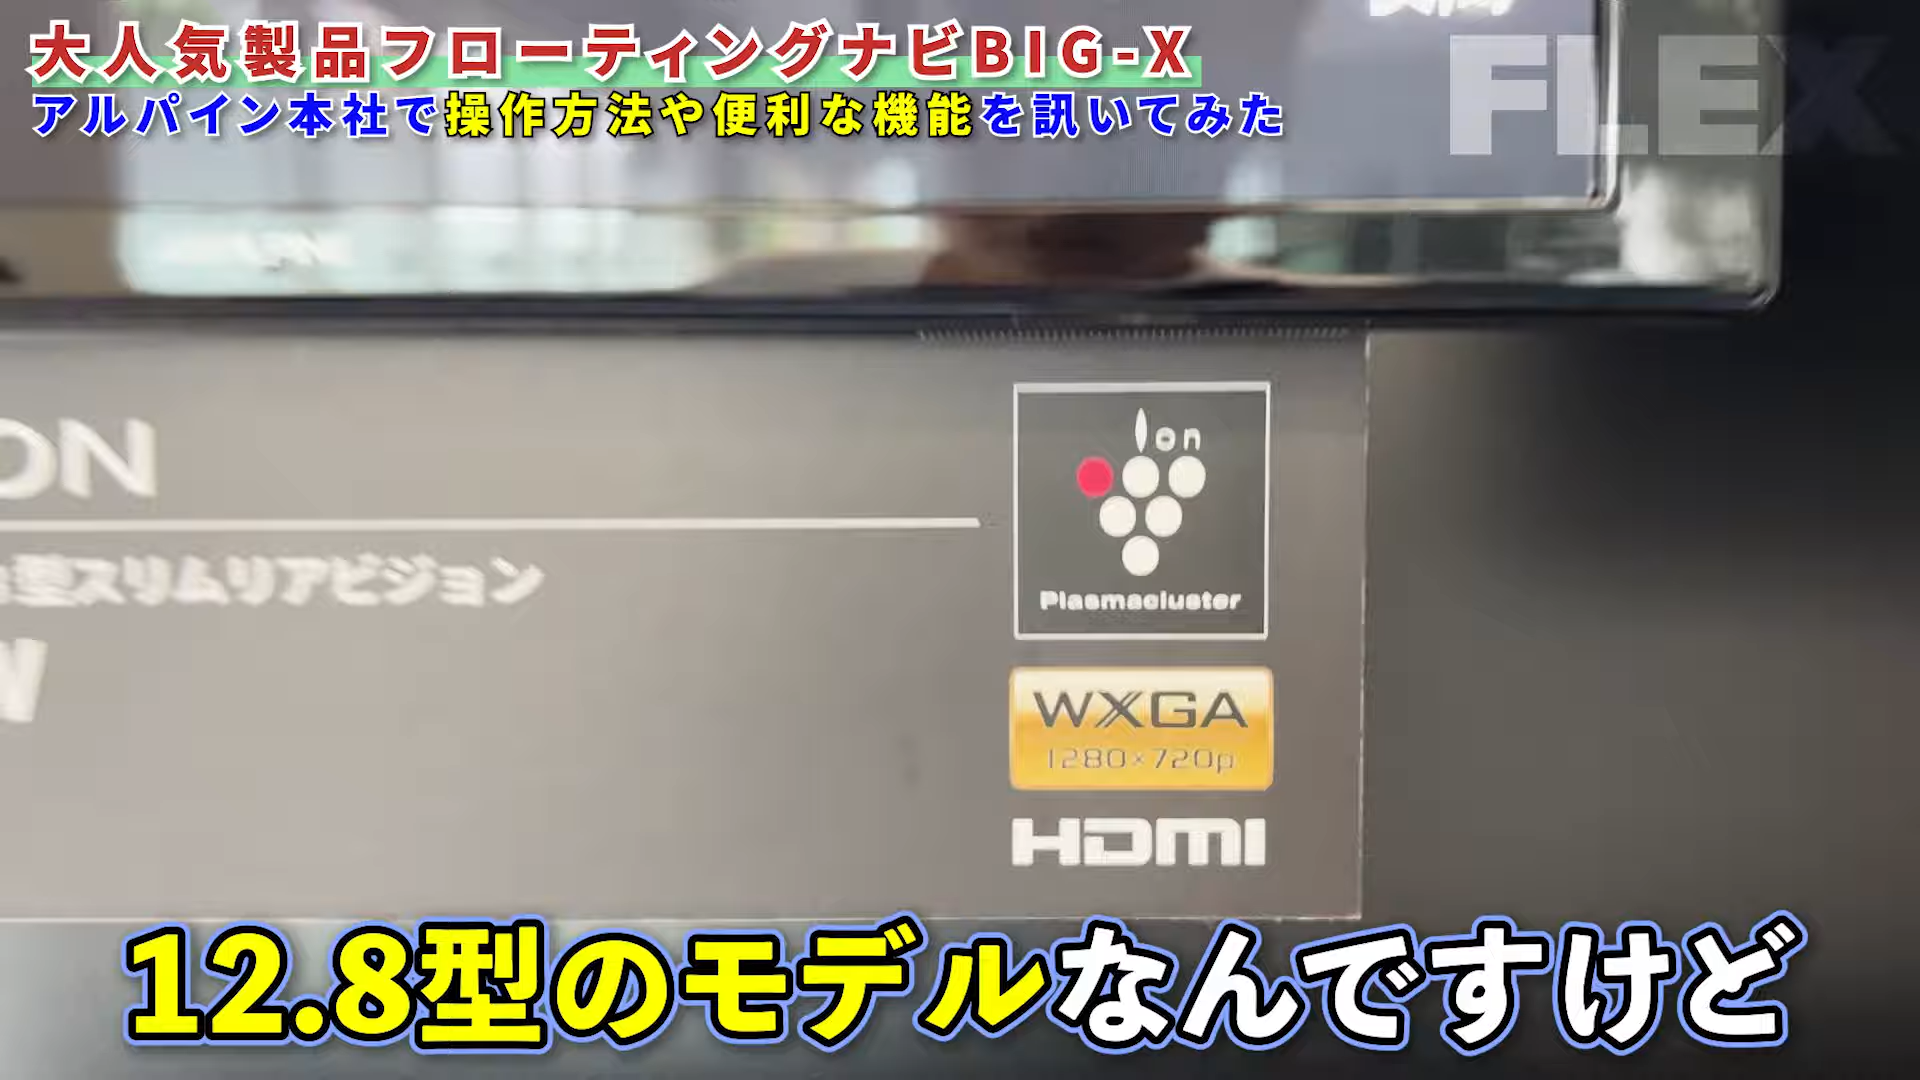 大人気製品フローティングナビBIG-X
FLEX
アルパイン本社で操作方法や便利な機能を訊いてみた
ON
型スリムリアビジョン
Ion
Plasmacluster
WXGA
1280×720p
HDMI
12.8型のモデルなんですけど